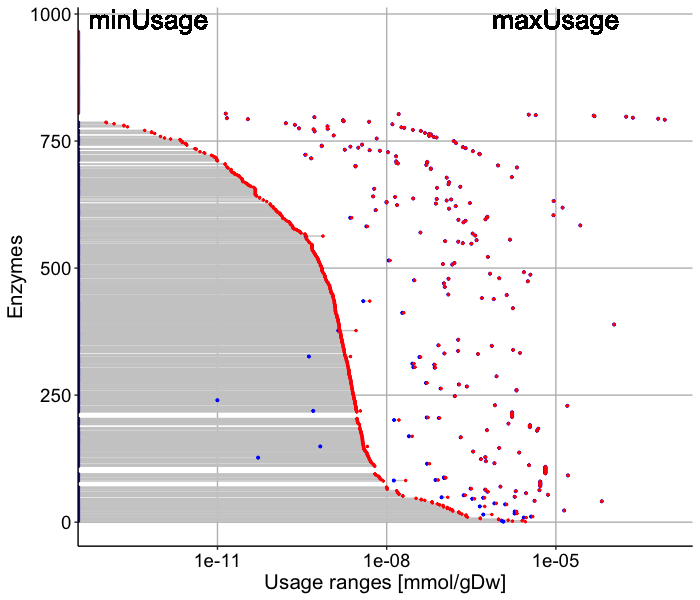 minUsage maxUsage
1000
750
500
250
0
Enzymes
1e-11 1e-08 1e-05
Usage ranges [mmol/gDw]